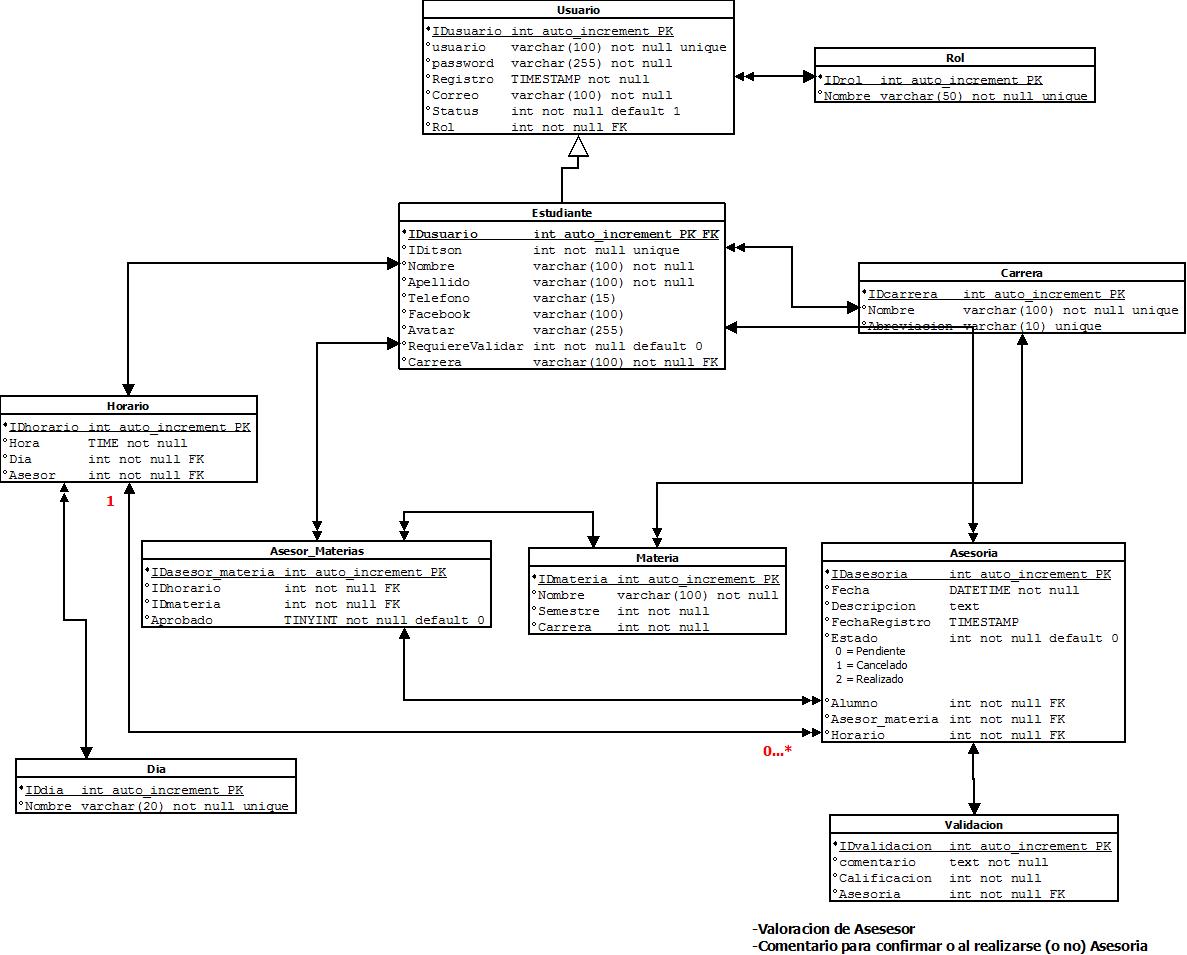 Usuario
IDusuario int auto_increment PK
usuario varchar(100) not null unique
password varchar(255) not null
Registro TIMESTAMP not null
Correo varchar(100) not null
Status int not null default 1
Rol int not null FK
Rol
IDrol int auto_increment PK
Nombre varchar(50) not null unique
Estudiante
IDusuario int auto_increment PK FK
IDitson int not null unique
Nombre varchar(100) not null
Apellido varchar(100) not null
Telefono varchar(15)
Facebook varchar(100)
Avatar varchar(255)
RequiereValidar int not null default 0
Carrera varchar(100) not null FK
Carrera
IDcarrera int auto_increment PK
Nombre varchar(100) not null unique
Abreviasion varchar(10) unique
Horario
IDhorario int auto_increment PK
Hora TIME not null
Dia int not null FK
Asesor int not null FK
1
Asesor_Materias
IDasesor_materia int auto_increment PK
IDhorario int not null FK
IDmateria int not null FK
Aprobado TINYINT not null default 0
Materia
IDmateria int auto_increment PK
Nombre varchar(100) not null
Semestre int not null
Carrera int not null
Asesoria
IDasesoria int auto_increment PK
Fecha DATETIME not null
Descripcion text
FechaRegistro TIMESTAMP
Estado int not null default 0
0 = Pendiente
1 = Cancelado
2 = Realizado
Alumno int not null FK
Asesor_materia int not null FK
Horario int not null FK
0...*
Dia
IDdia int auto_increment PK
Nombre varchar(20) not null unique
Validacion
IDvalidacion int auto_increment PK
comentario text not null
Calificacion int not null
Asesoria int not null FK
-Valoracion de Asesesor
-Comentario para confirmar o al realizarse (o no) Asesoria